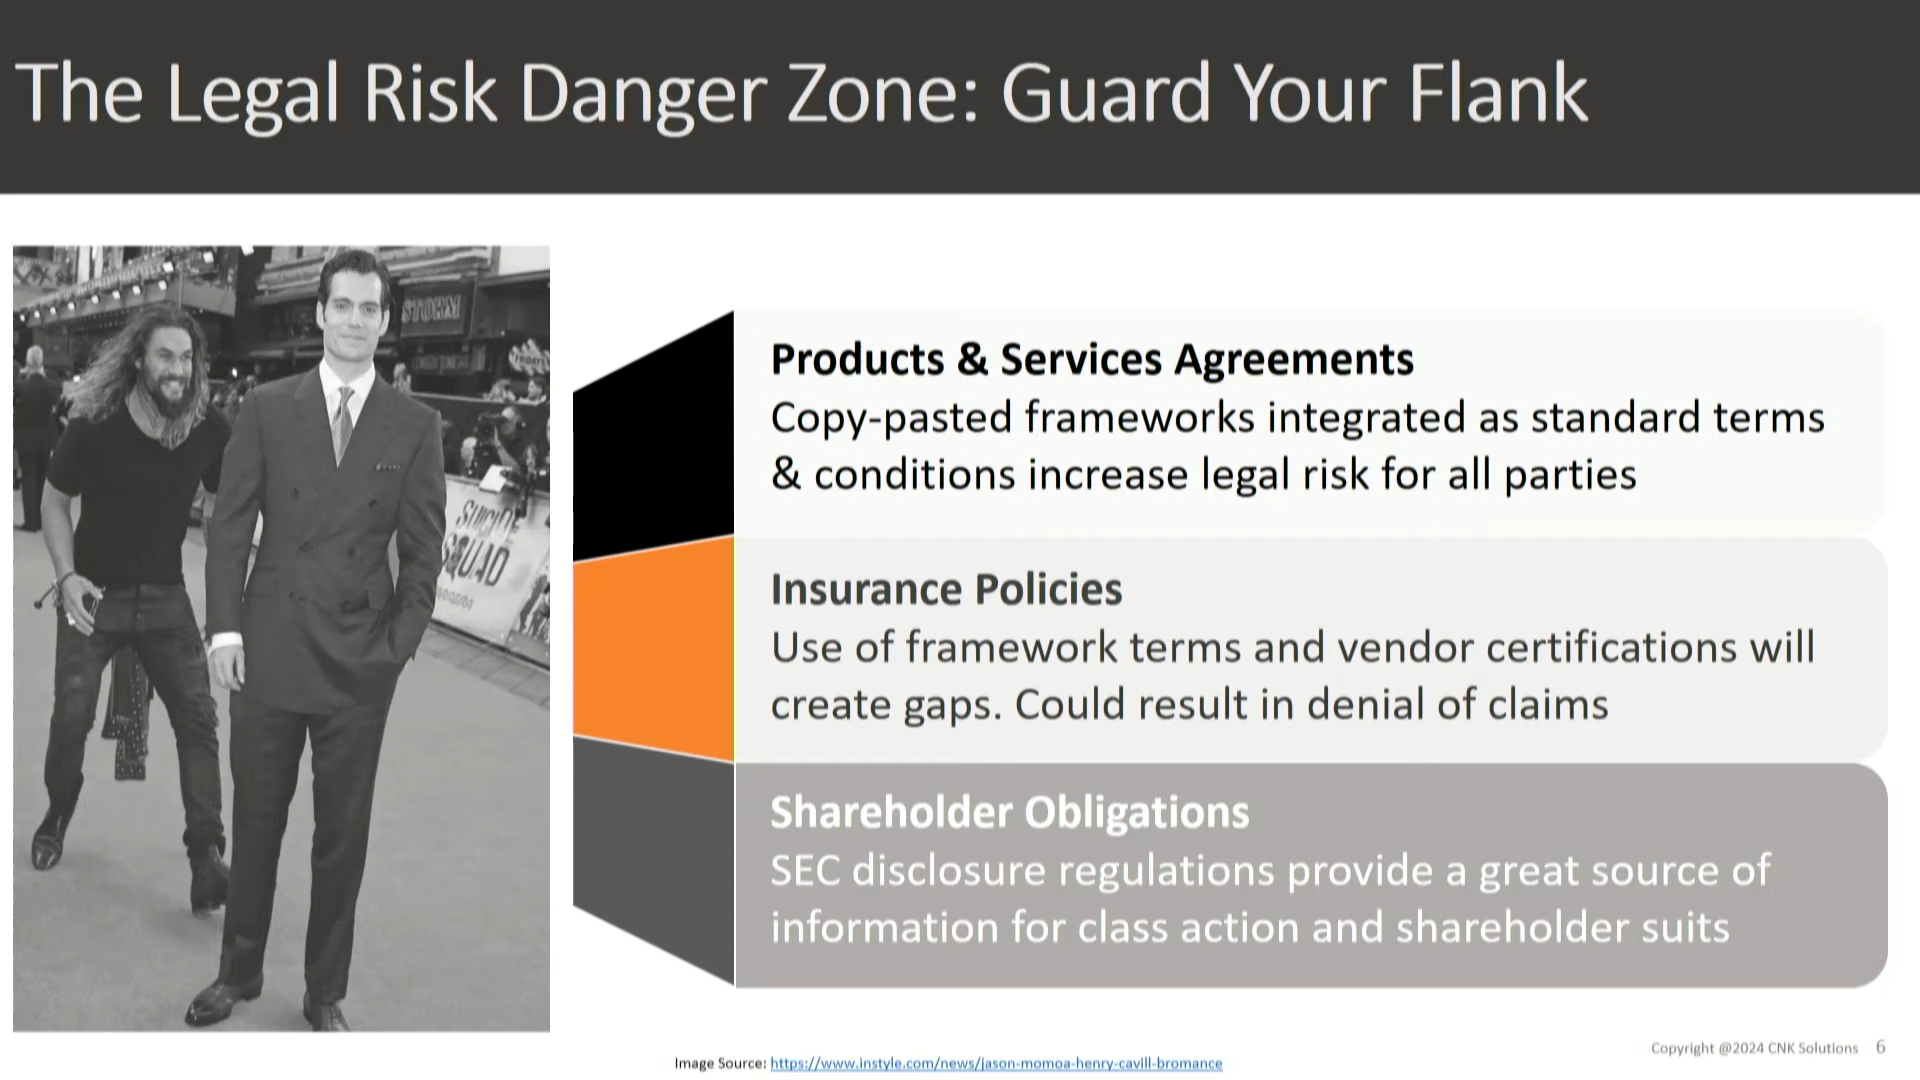 The Legal Risk Danger Zone: Guard Your Flank
STORM
FRIDAYS
SUICIDE
SQUAD
Products & Services Agreements
Copy-pasted frameworks integrated as standard terms
& conditions increase legal risk for all parties
Insurance Policies
Use of framework terms and vendor certifications will
create gaps. Could result in denial of claims
Shareholder Obligations
SEC disclosure regulations provide a great source of
information for class action and shareholder suits
Image Source: https://www.instyle.com/news/jason-momoa-henry-cavill-bromance
Copyright @2024 CNK Solutions 6